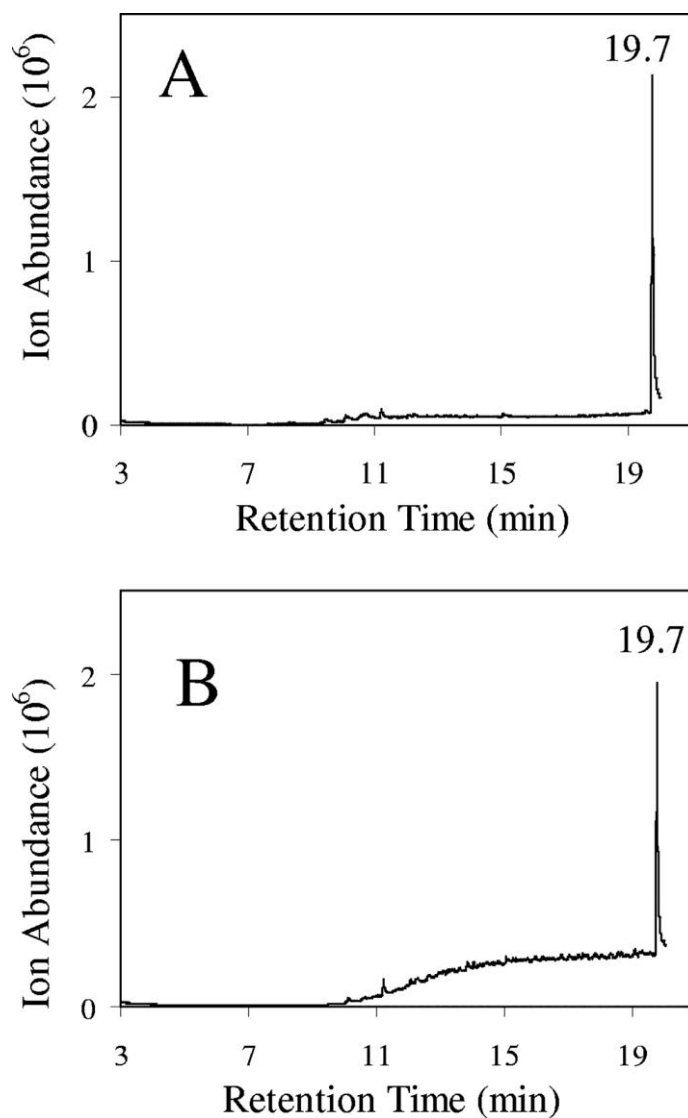 19.7
A
2
1
0
Ion Abundance (10⁶)
3 7 11 15 19
Retention Time (min)
19.7
B
2
1
0
Ion Abundance (10⁶)
3 7 11 15 19
Retention Time (min)